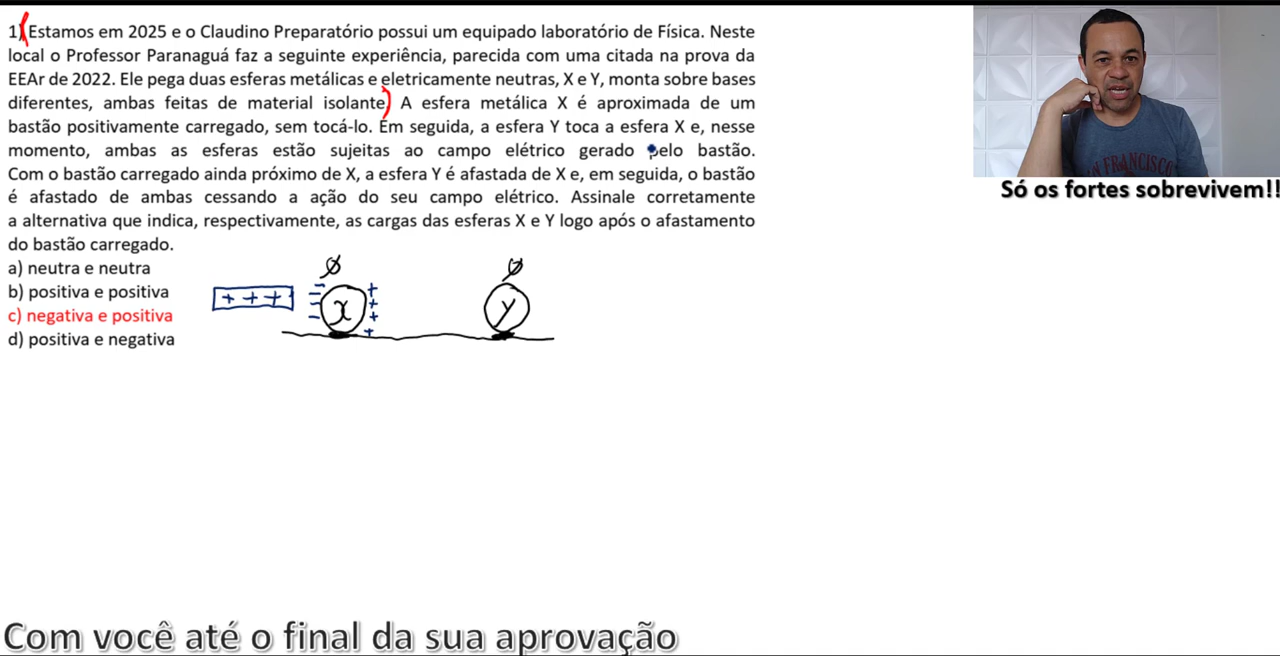 1) (Estamos em 2025 e o Claudino Preparatório possui um equipado laboratório de Física. Neste
local o Professor Paranaguá faz a seguinte experiência, parecida com uma citada na prova da
EEAr de 2022. Ele pega duas esferas metálicas e eletricamente neutras, X e Y, monta sobre bases
diferentes, ambas feitas de material isolante) A esfera metálica X é aproximada de um
bastão positivamente carregado, sem tocá-lo. Em seguida, a esfera Y toca a esfera X e, nesse
momento, ambas as esferas estão sujeitas ao campo elétrico gerado pelo bastão.
Com o bastão carregado ainda próximo de X, a esfera Y é afastada de X e, em seguida, o bastão
é afastado de ambas cessando a ação do seu campo elétrico. Assinale corretamente
a alternativa que indica, respectivamente, as cargas das esferas X e Y logo após o afastamento
do bastão carregado.
a) neutra e neutra
b) positiva e positiva
c) negativa e positiva
d) positiva e negativa
+ + +
X
Y
SAN FRANCISCO
Só os fortes sobrevivem!!
Com você até o final da sua aprovação